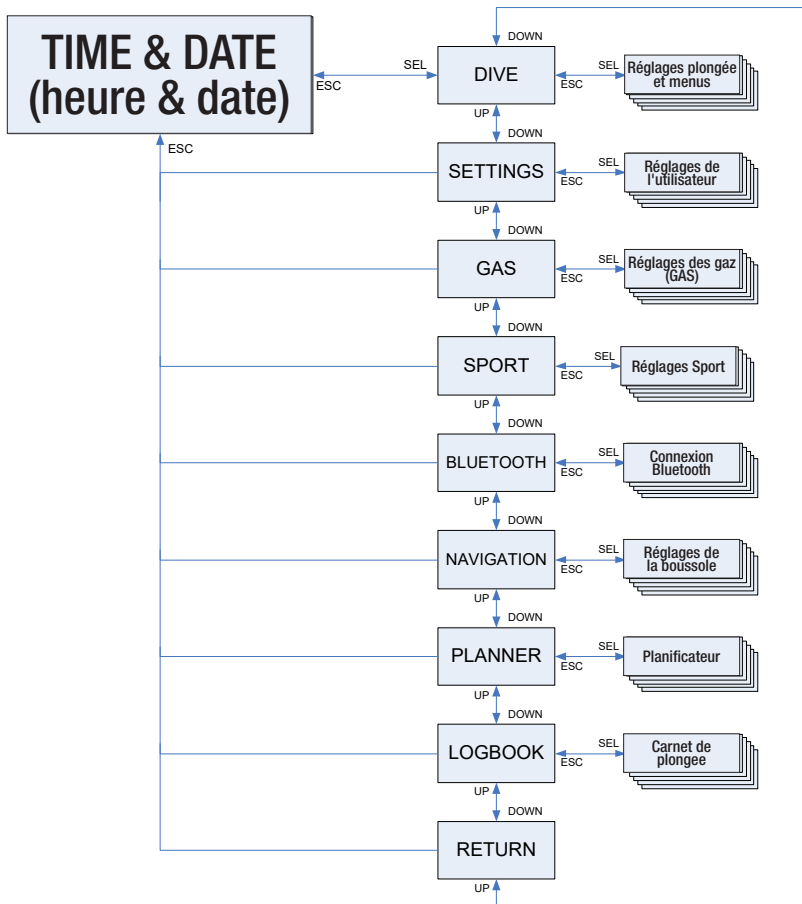 TIME & DATE
(heure & date)
DOWN
SEL
ESC
DIVE
SEL
ESC
Réglages plongée
et menus
UP
DOWN
ESC
SETTINGS
SEL
ESC
Réglages de
l'utilisateur
UP
DOWN
GAS
SEL
ESC
Réglages des gaz
(GAS)
UP
DOWN
SPORT
SEL
ESC
Réglages Sport
UP
DOWN
BLUETOOTH
SEL
ESC
Connexion
Bluetooth
UP
DOWN
NAVIGATION
SEL
ESC
Réglages de
la boussole
UP
DOWN
PLANNER
SEL
ESC
Planificateur
UP
DOWN
LOGBOOK
SEL
ESC
Carnet de
plongee
UP
DOWN
RETURN
UP